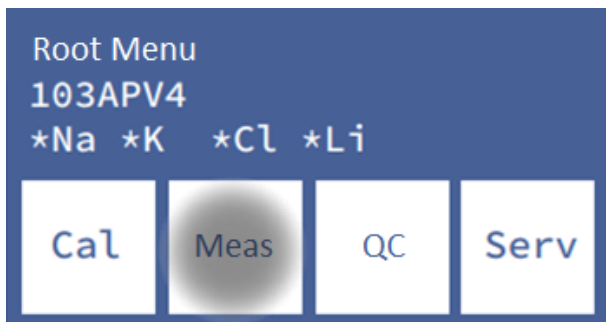 Root Menu
103APV4
*Na *K *Cl *Li
Cal Meas QC Serv